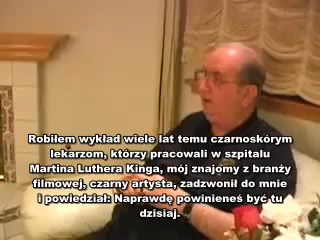 Robiłem wykład wiele lat temu czarnoskórym
lekarzom, którzy pracowali w szpitalu
Martina Luthera Kinga, mój znajomy z branży
filmowej, czarny artysta, zadzwonił do mnie
i powiedział: Naprawdę powinieneś być tu
dzisiaj.